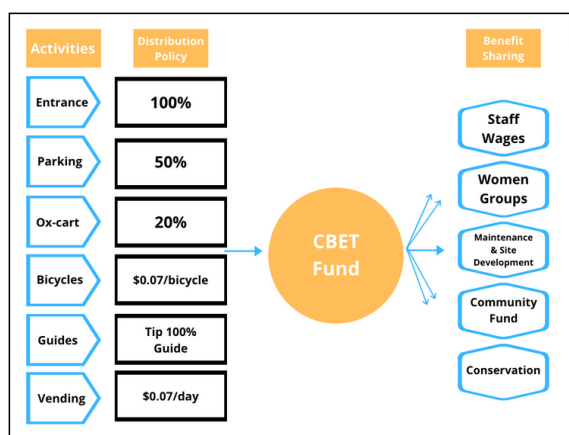 Activities
Distribution
Policy
Benefit
Sharing
Entrance
100%
Parking
50%
Ox-cart
20%
Bicycles
$0.07/bicycle
Guides
Tip 100%
Guide
Vending
$0.07/day
CBET
Fund
Staff
Wages
Women
Groups
Maintenance
& Site
Development
Community
Fund
Conservation